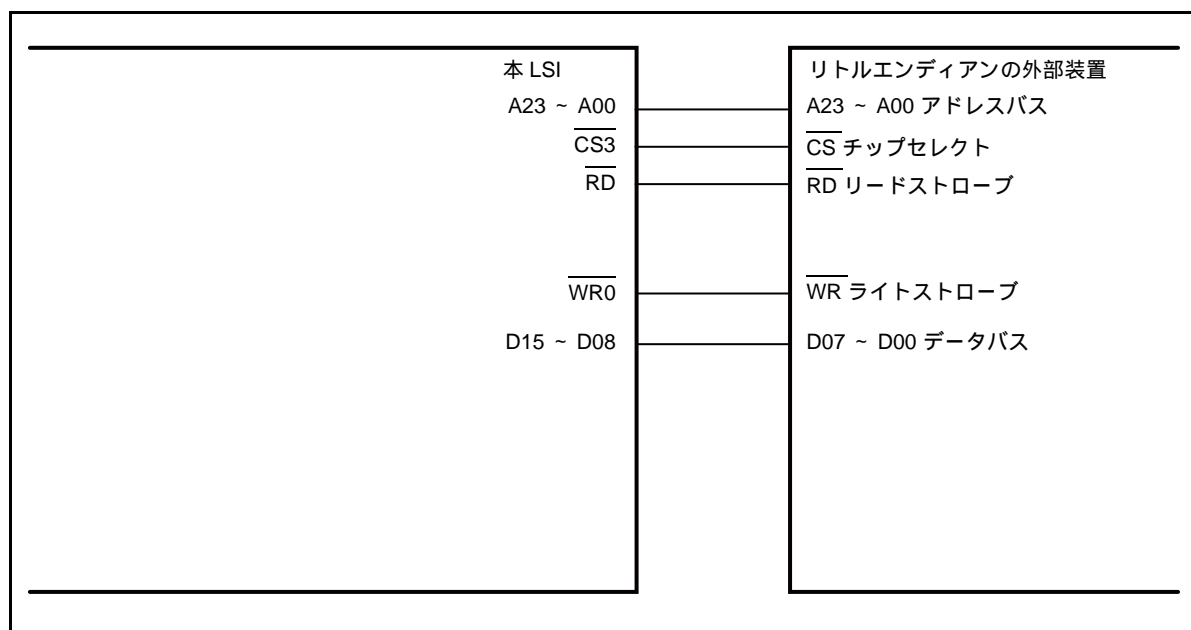 本 LSI
A23 ~ A00
CS3
RD
WR0
D15 ~ D08
リトルエンディアンの外部装置
A23 ~ A00 アドレスバス
CS チップセレクト
RD リードストローブ
WR ライトストローブ
D07 ~ D00 データバス